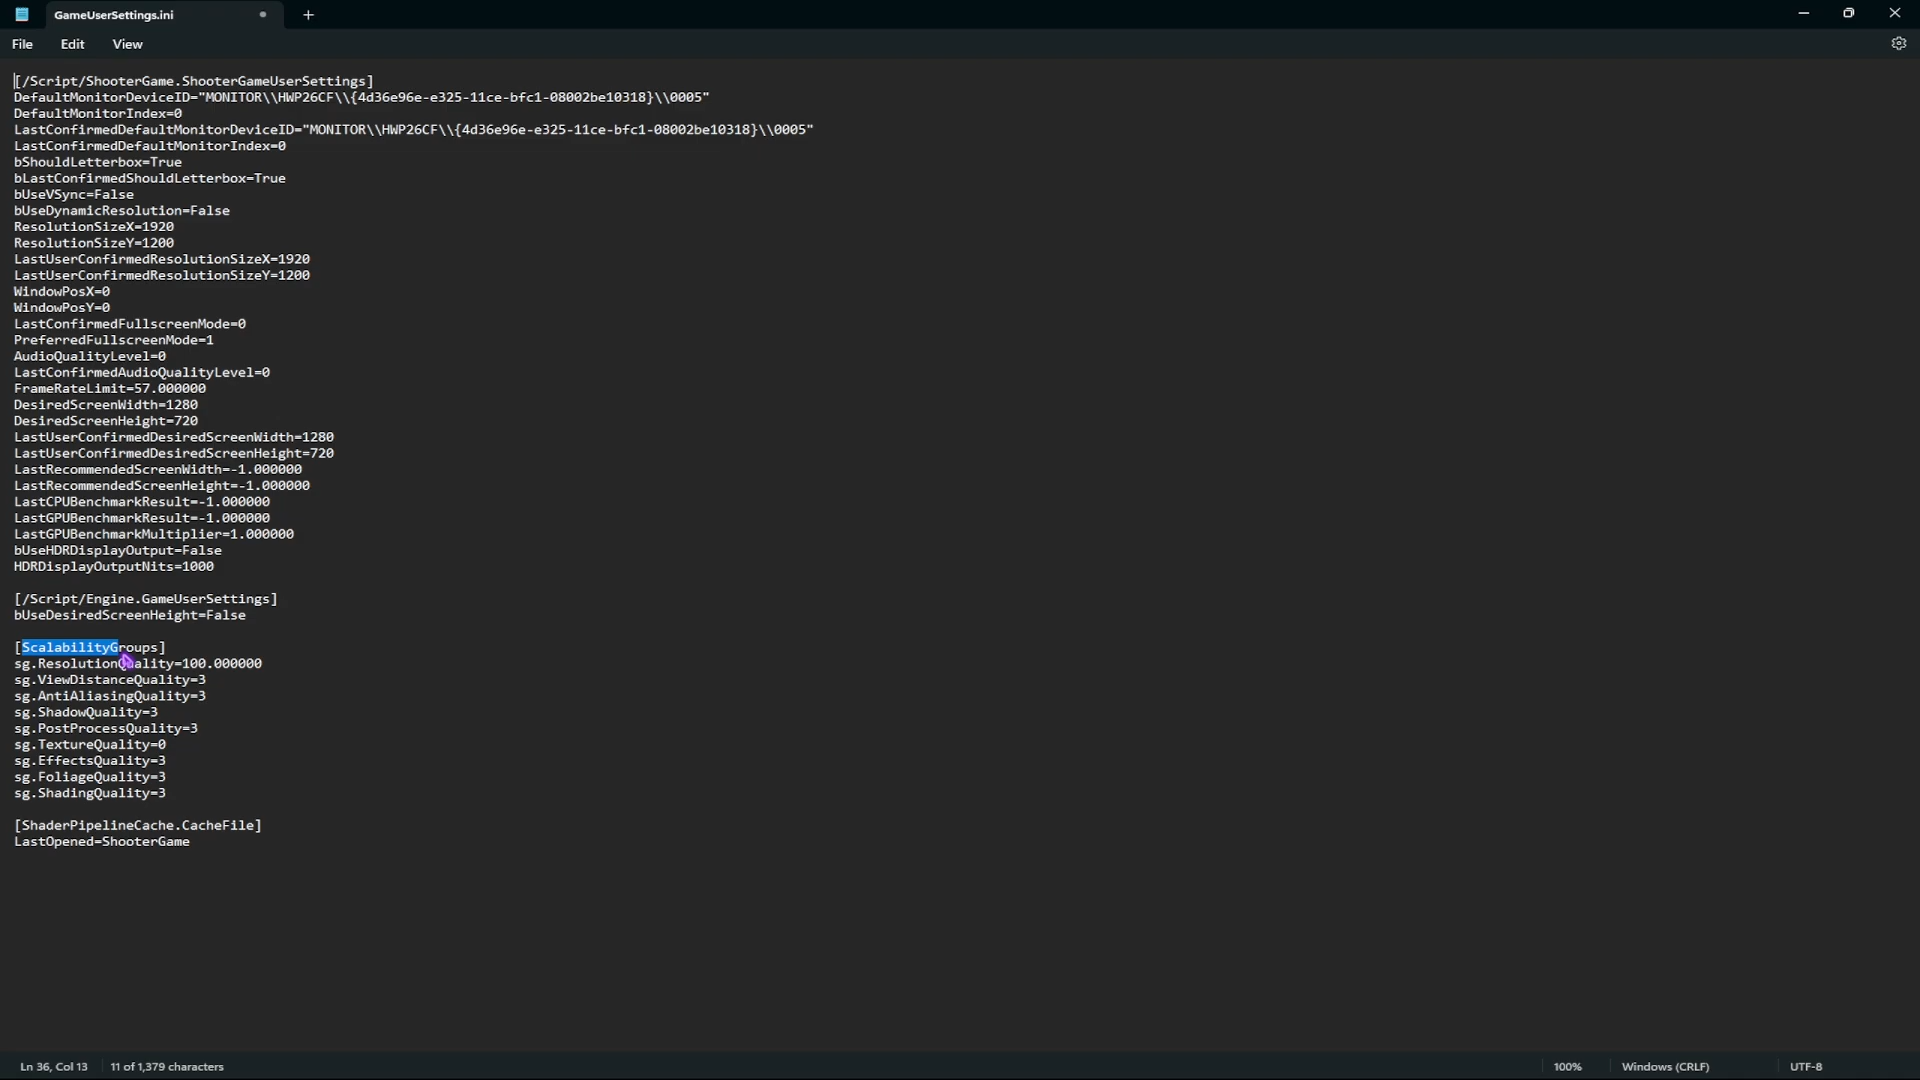 GameUserSettings.ini
File Edit View
[/Script/ShooterGame.ShooterGameUserSettings]
DefaultMonitorDeviceID="MONITOR\\HWP26CF\\{4d36e96e-e325-11ce-bfc1-08002be10318}\\0005"
DefaultMonitorIndex=0
LastConfirmedDefaultMonitorDeviceID="MONITOR\\HWP26CF\\{4d36e96e-e325-11ce-bfc1-08002be10318}\\0005"
LastConfirmedDefaultMonitorIndex=0
bShouldLetterbox=True
bLastConfirmedShouldLetterbox=True
bUseVSync=False
bUseDynamicResolution=False
ResolutionSizeX=1920
ResolutionSizeY=1200
LastUserConfirmedResolutionSizeX=1920
LastUserConfirmedResolutionSizeY=1200
WindowPosX=0
WindowPosY=0
LastConfirmedFullscreenMode=0
PreferredFullscreenMode=1
AudioQualityLevel=0
LastConfirmedAudioQualityLevel=0
FrameRateLimit=57.000000
DesiredScreenWidth=1280
DesiredScreenHeight=720
LastUserConfirmedDesiredScreenWidth=1280
LastUserConfirmedDesiredScreenHeight=720
LastRecommendedScreenWidth=-1.000000
LastRecommendedScreenHeight=-1.000000
LastCPUBenchmarkResult=-1.000000
LastGPUBenchmarkResult=-1.000000
LastGPUBenchmarkMultiplier=1.000000
bUseHDRDisplayOutput=False
HDRDisplayOutputNits=1000
[/Script/Engine.GameUserSettings]
bUseDesiredScreenHeight=False
[ScalabilityGroups]
sg.ResolutionQuality=100.000000
sg.ViewDistanceQuality=3
sg.AntiAliasingQuality=3
sg.ShadowQuality=3
sg.PostProcessQuality=3
sg.TextureQuality=0
sg.EffectsQuality=3
sg.FoliageQuality=3
sg.ShadingQuality=3
[ShaderPipelineCache.CacheFile]
LastOpened=ShooterGame
Ln 36, Col 13 11 of 1,379 characters 100% Windows (CRLF) UTF-8